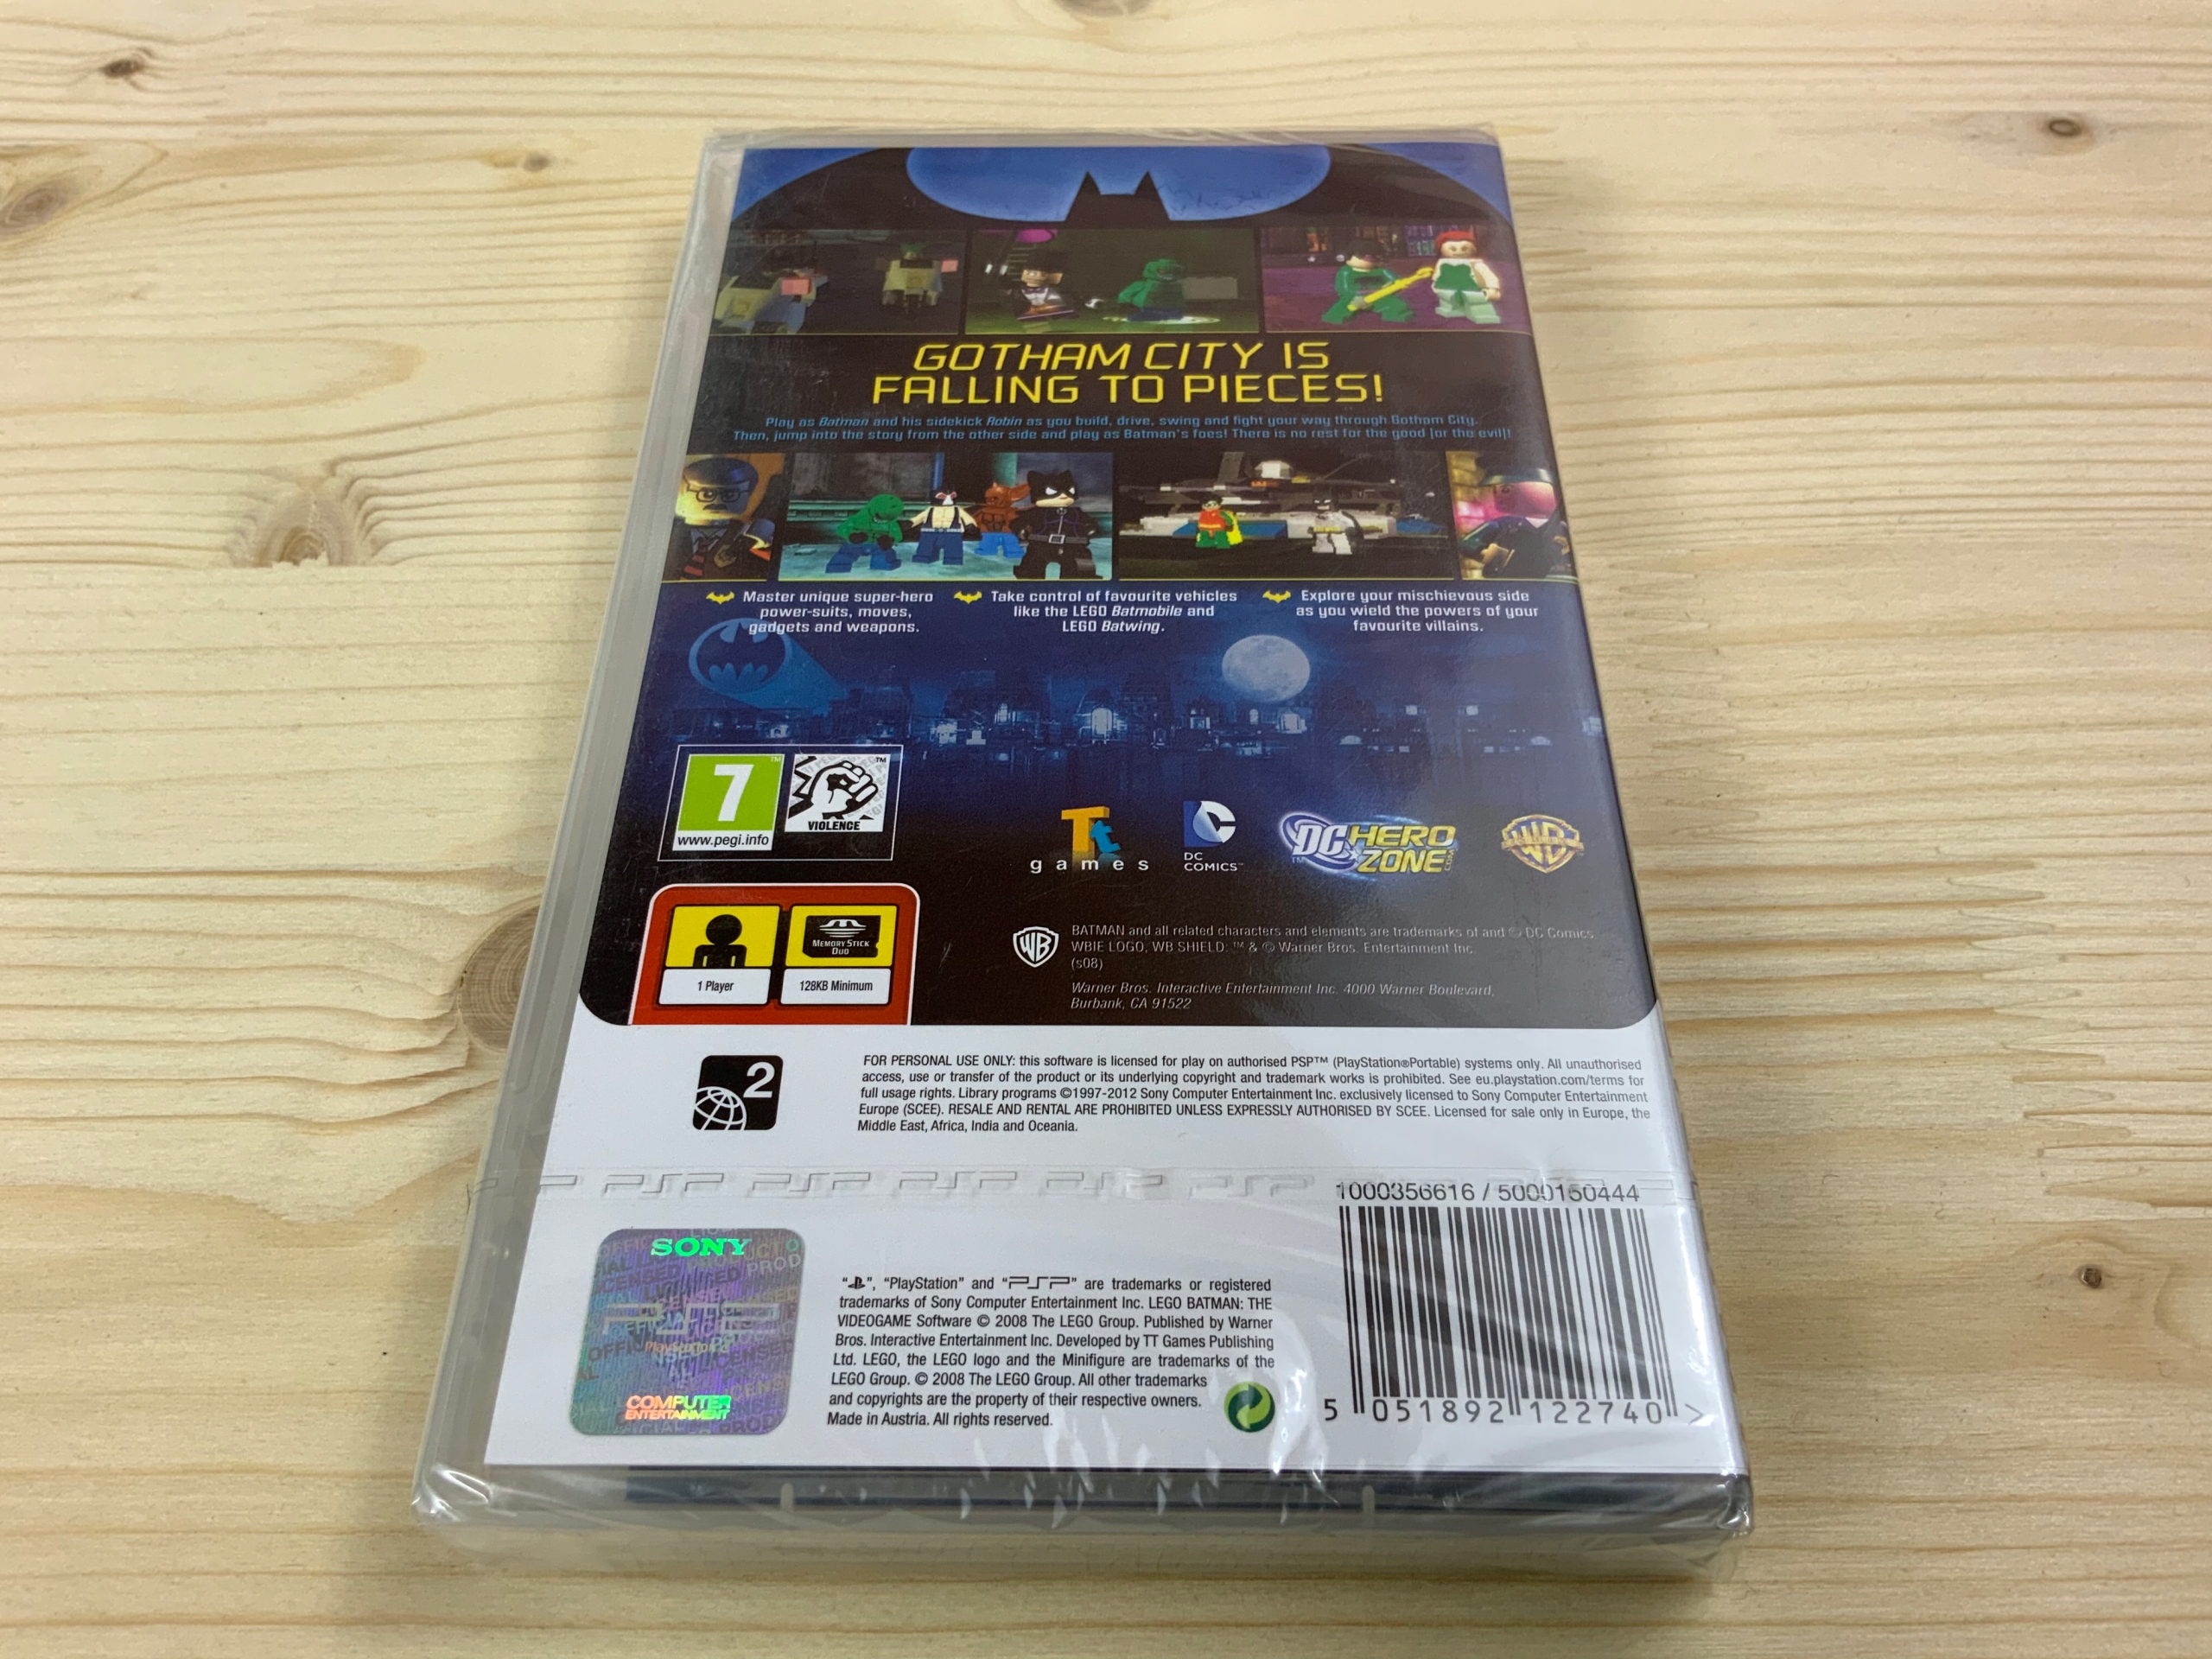 GOTHAM CITY IS
FALLING TO PIECES!
Play as Batman and his sidekick Robin as you build, drive, swing and fight your way through Gotham City.
Then, jump into the story from the other side and play as Batman's foes! There is no rest for the good (or the evil)!
Master unique super-hero
power-suits, moves,
gadgets and weapons.
Take control of favourite vehicles
like the LEGO Batmobile and
LEGO Batwing.
Explore your mischievous side
as you wield the powers of your
favourite villains.
7™
www.pegi.info
™
VIOLENCE
Tt
games
DC
COMICS™
DC HERO
ZONE.COM
WB
1 Player
MEMORY STICK
DUO
128KB Minimum
WB
BATMAN and all related characters and elements are trademarks of and © DC Comics.
WBIE LOGO, WB SHIELD: ™ & © Warner Bros. Entertainment Inc.
(s08)
Warner Bros. Interactive Entertainment Inc. 4000 Warner Boulevard,
Burbank, CA 91522
2
FOR PERSONAL USE ONLY: this software is licensed for play on authorised PSP™ (PlayStation®Portable) systems only. All unauthorised
access, use or transfer of the product or its underlying copyright and trademark works is prohibited. See eu.playstation.com/terms for
full usage rights. Library programs ©1997-2012 Sony Computer Entertainment Inc. exclusively licensed to Sony Computer Entertainment
Europe (SCEE). RESALE AND RENTAL ARE PROHIBITED UNLESS EXPRESSLY AUTHORISED BY SCEE. Licensed for sale only in Europe, the
Middle East, Africa, India and Oceania.
PSP PSP PSP PSP PSP
1000356616 / 5000150444
SONY
PSP
COMPUTER
ENTERTAINMENT
“PS”, “PlayStation” and “PSP” are trademarks or registered
trademarks of Sony Computer Entertainment Inc. LEGO BATMAN: THE
VIDEOGAME Software © 2008 The LEGO Group. Published by Warner
Bros. Interactive Entertainment Inc. Developed by TT Games Publishing
Ltd. LEGO, the LEGO logo and the Minifigure are trademarks of the
LEGO Group. © 2008 The LEGO Group. All other trademarks
and copyrights are the property of their respective owners.
Made in Austria. All rights reserved.
5 051892 122740 >